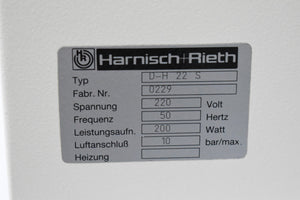 Harnisch+Rieth
Typ D-H 22 S
Fabr. Nr. 0229
Spannung 220 Volt
Frequenz 50 Hertz
Leistungsaufn. 200 Watt
Luftanschluß 10 bar/max.
Heizung